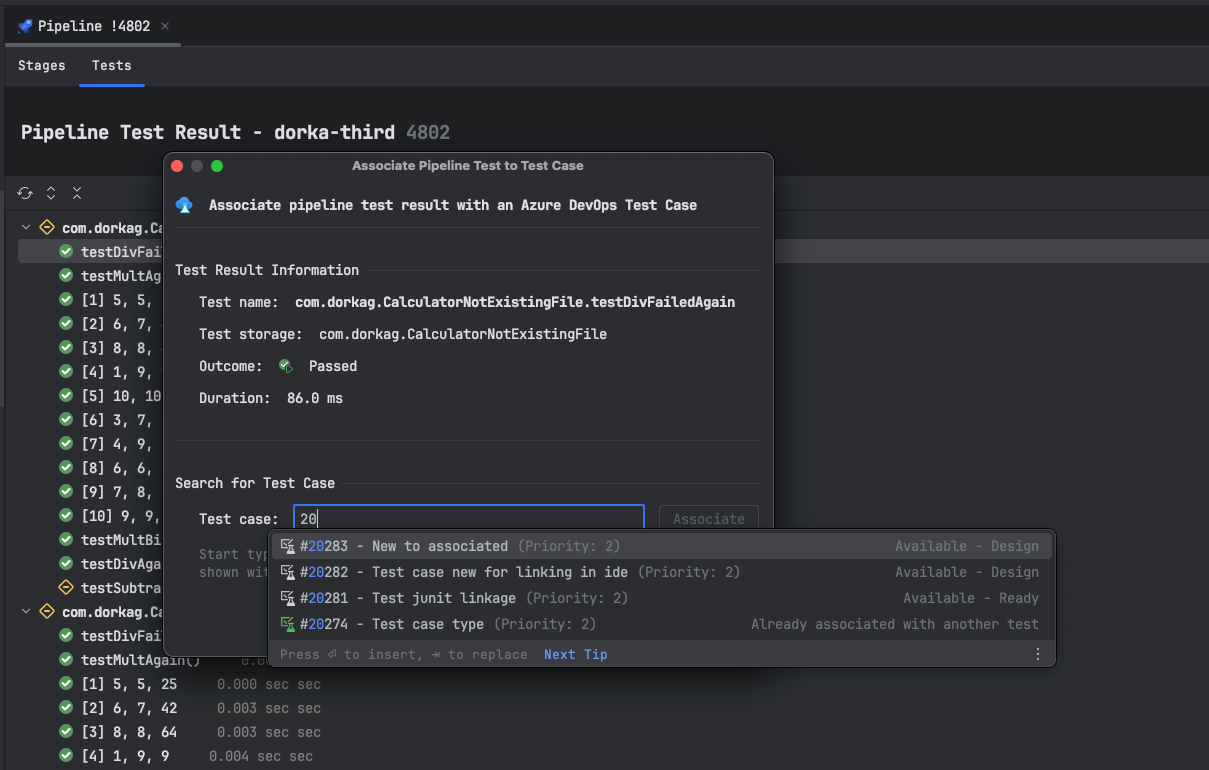 Pipeline !4802 ×
Stages Tests
Pipeline Test Result - dorka-third 4802
Associate Pipeline Test to Test Case
Associate pipeline test result with an Azure DevOps Test Case
Test Result Information
Test name: com.dorkag.CalculatorNotExistingFile.testDivFailedAgain
Test storage: com.dorkag.CalculatorNotExistingFile
Outcome: Passed
Duration: 86.0 ms
Search for Test Case
Test case: 20 Associate
Start typ
shown wit
#20283 - New to associated (Priority: 2) Available - Design
#20282 - Test case new for linking in ide (Priority: 2) Available - Design
#20281 - Test junit linkage (Priority: 2) Available - Ready
#20274 - Test case type (Priority: 2) Already associated with another test
Press ⏎ to insert, ⇥ to replace Next Tip
com.dorkag.Ca
testDivFail
testMultAg
[1] 5, 5,
[2] 6, 7,
[3] 8, 8,
[4] 1, 9,
[5] 10, 10
[6] 3, 7,
[7] 4, 9,
[8] 6, 6,
[9] 7, 8,
[10] 9, 9,
testMultBi
testDivAga
testSubtra
com.dorkag.Ca
testDivFail
testMultAgain() 0.0
[1] 5, 5, 25 0.000 sec sec
[2] 6, 7, 42 0.003 sec sec
[3] 8, 8, 64 0.003 sec sec
[4] 1, 9, 9 0.004 sec sec